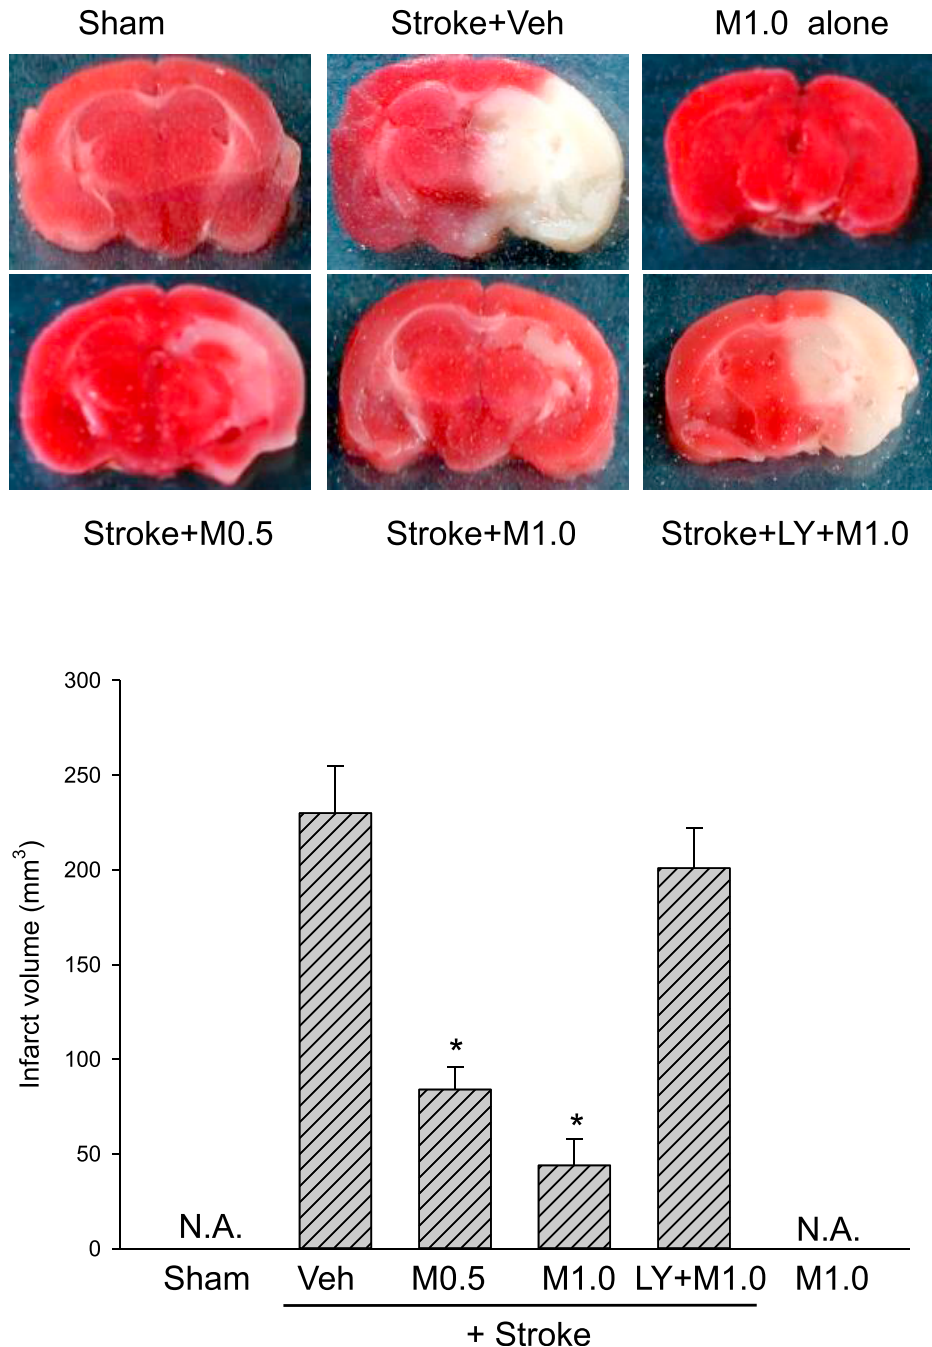 Sham Stroke+Veh M1.0 alone
Stroke+M0.5 Stroke+M1.0 Stroke+LY+M1.0
300
250
200
150
100
50
0
Infarct volume (mm³)
*
*
N.A. N.A.
Sham Veh M0.5 M1.0 LY+M1.0 M1.0
+ Stroke